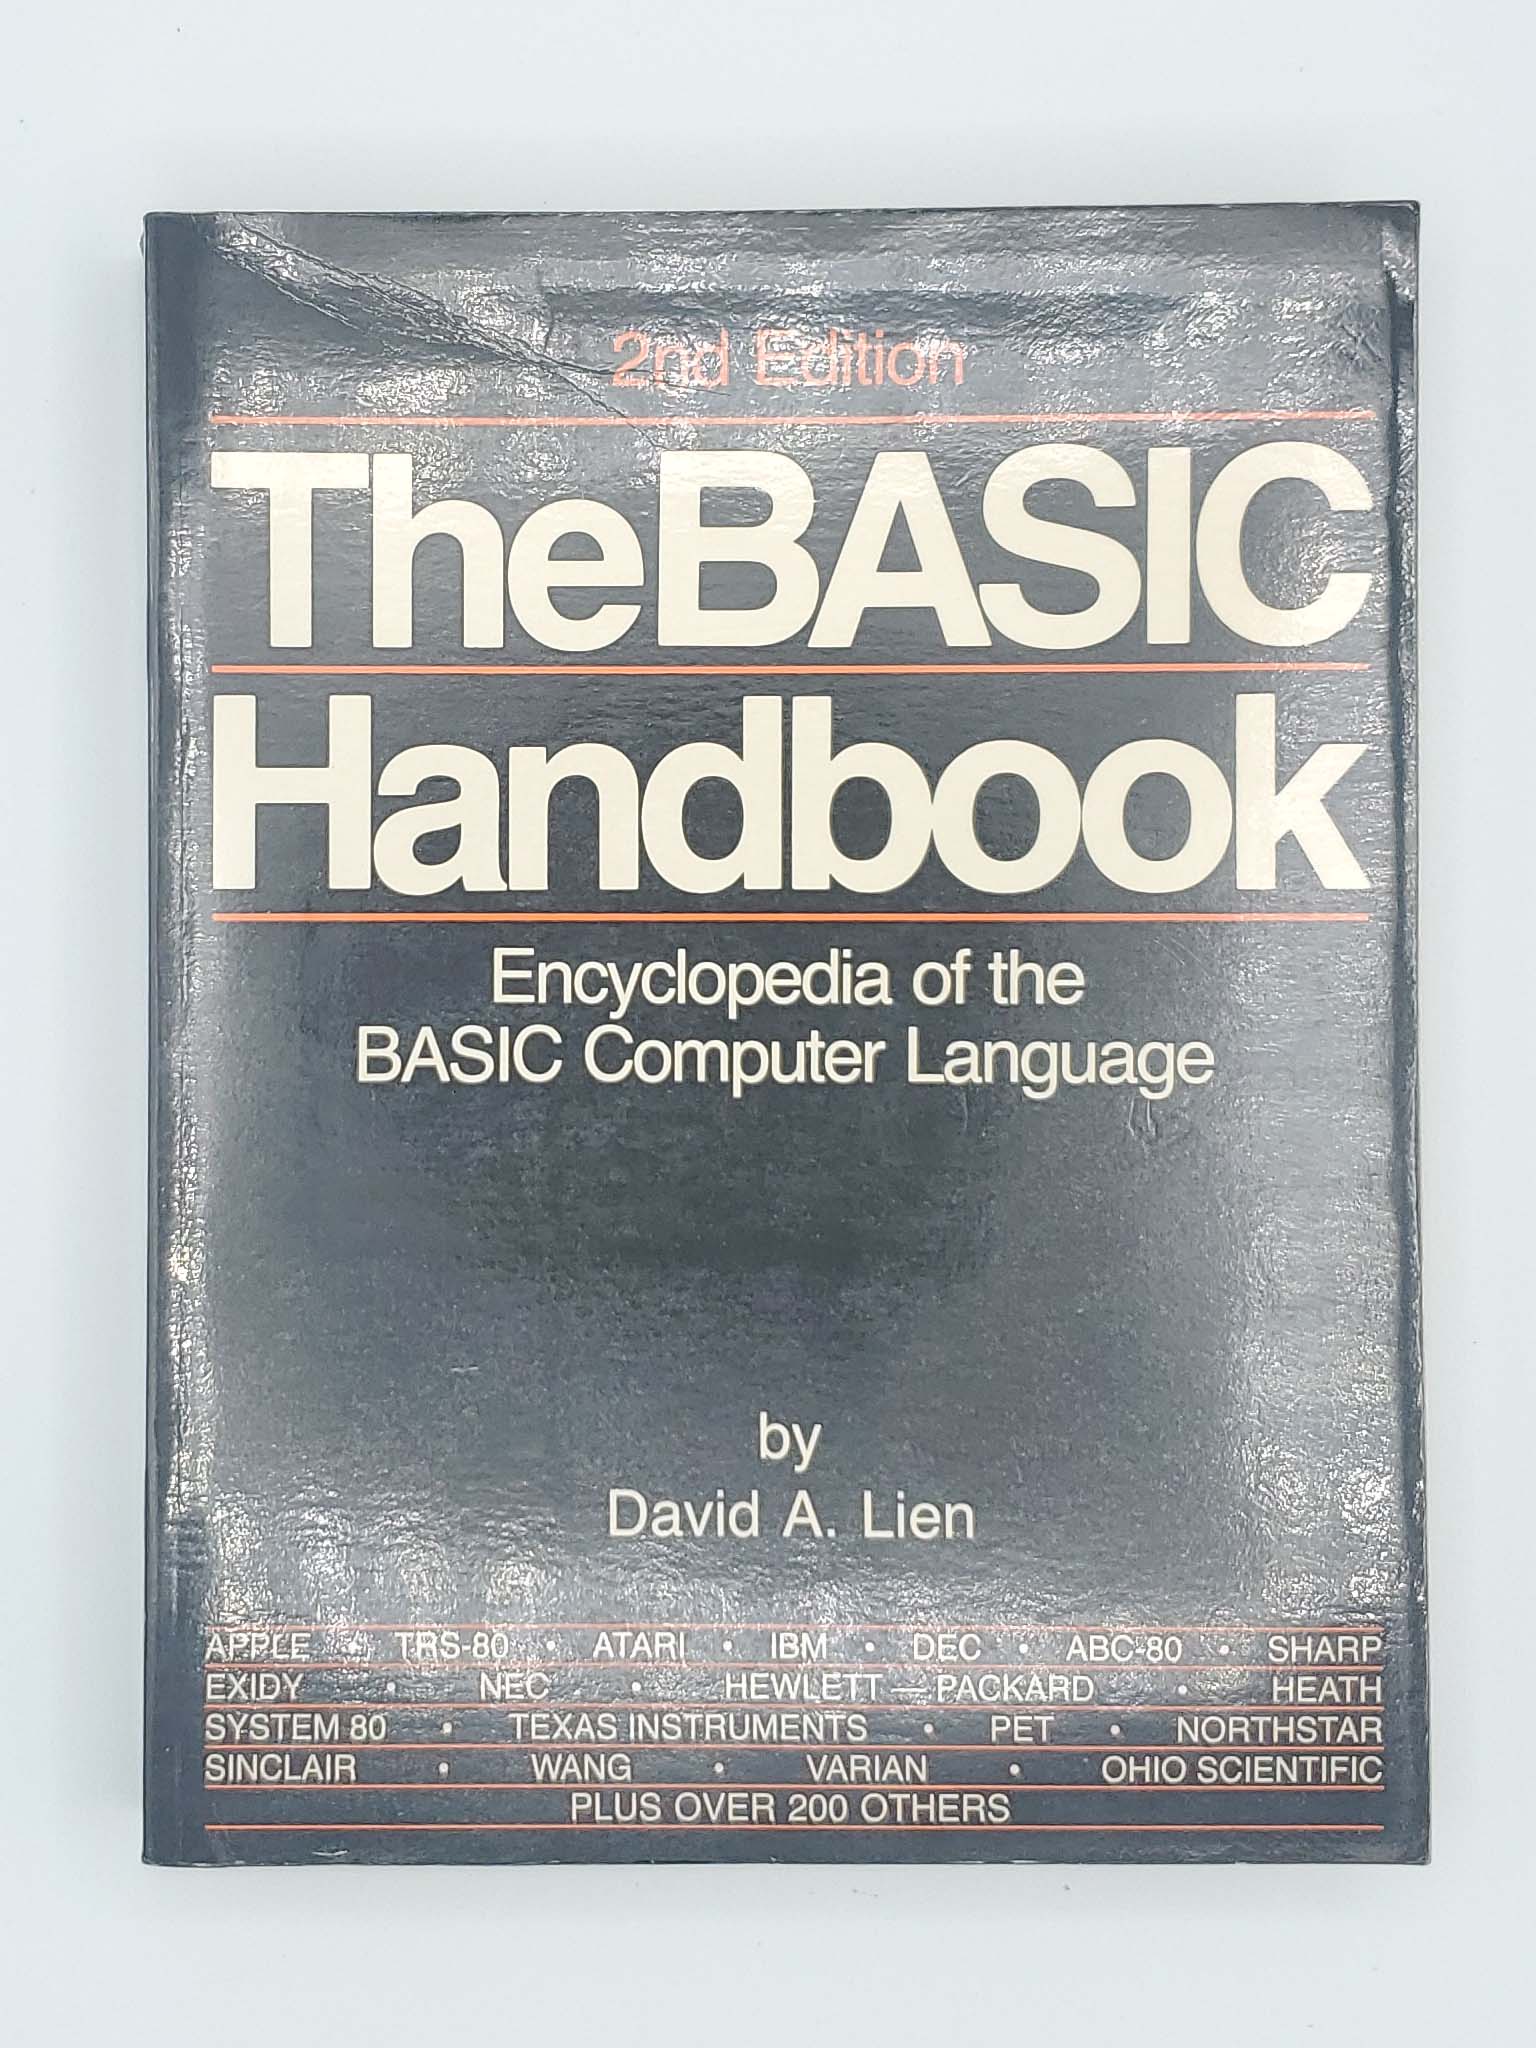 2nd Edition
The BASIC
Handbook
Encyclopedia of the
BASIC Computer Language
by
David A. Lien
APPLE • TRS-80 • ATARI • IBM • DEC • ABC-80 • SHARP
EXIDY • NEC • HEWLETT — PACKARD • HEATH
SYSTEM 80 • TEXAS INSTRUMENTS • PET • NORTHSTAR
SINCLAIR • WANG • VARIAN • OHIO SCIENTIFIC
PLUS OVER 200 OTHERS